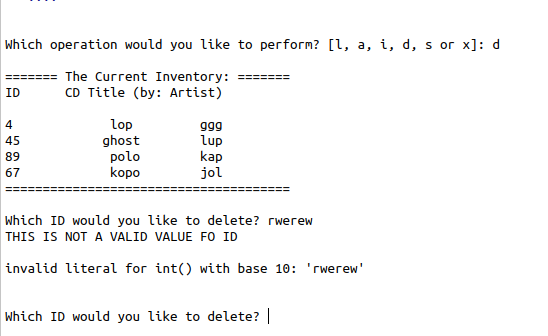 Which operation would you like to perform? [l, a, i, d, s or x]: d
======= The Current Inventory: =======
ID      CD Title (by: Artist)
4             lop         ggg
45           ghost        lup
89            polo        kap
67            kopo        jol
======================================
Which ID would you like to delete? rwerew
THIS IS NOT A VALID VALUE FO ID
invalid literal for int() with base 10: 'rwerew'
Which ID would you like to delete?